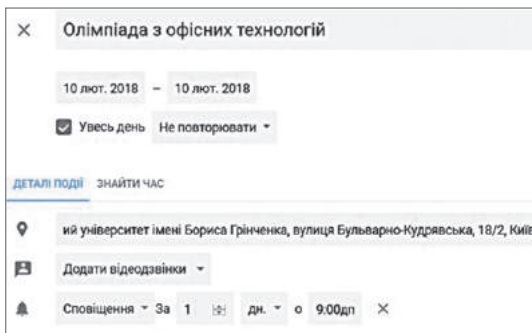 × Олімпіада з офісних технологій
10 лют. 2018 – 10 лют. 2018
Увесь день Не повторювати
ДЕТАЛІ ПОДІЇ ЗНАЙТИ ЧАС
ий університет імені Бориса Грінченка, вулиця Бульварно-Кудрявська, 18/2, Київ
Додати відеодзвінки
Сповіщення За 1 дн. о 9:00дп ×